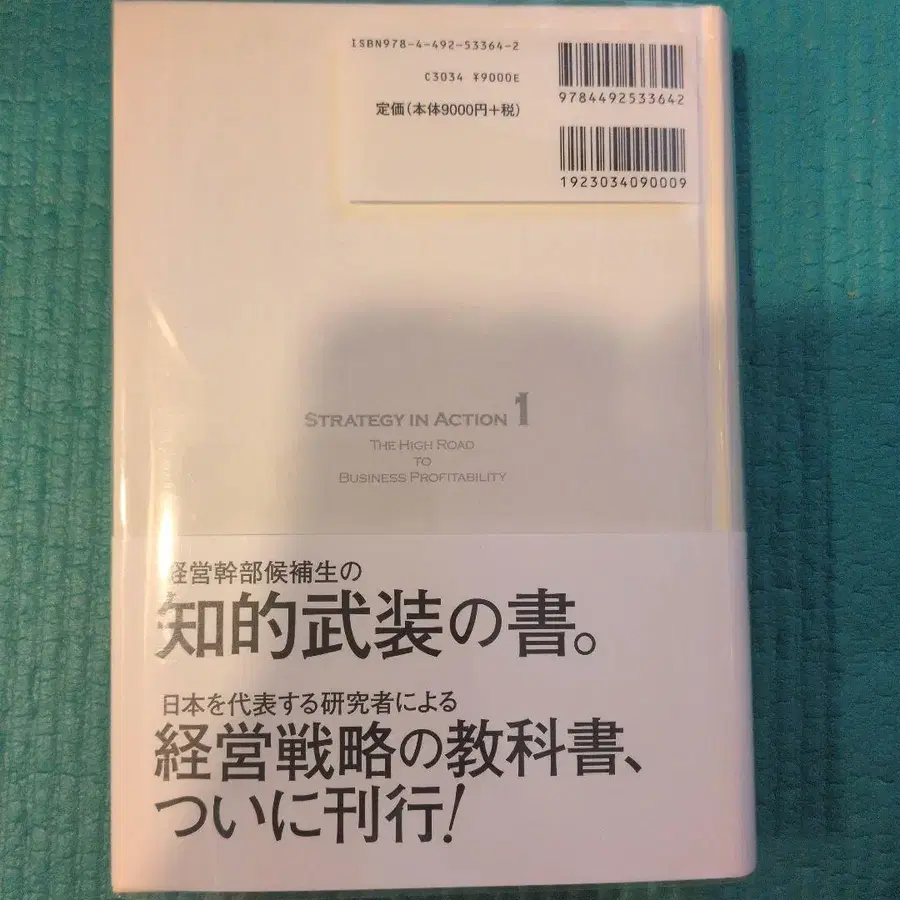 ISBN978-4-492-53364-2
C3034 ¥9000E
定価(本体9000円+税)
9784492533642
1923034090009
STRATEGY IN ACTION 1
THE HIGH ROAD
TO
BUSINESS PROFITABILITY
経営幹部候補生の
知的武装の書。
日本を代表する研究者による
経営戦略の教科書、
ついに刊行!